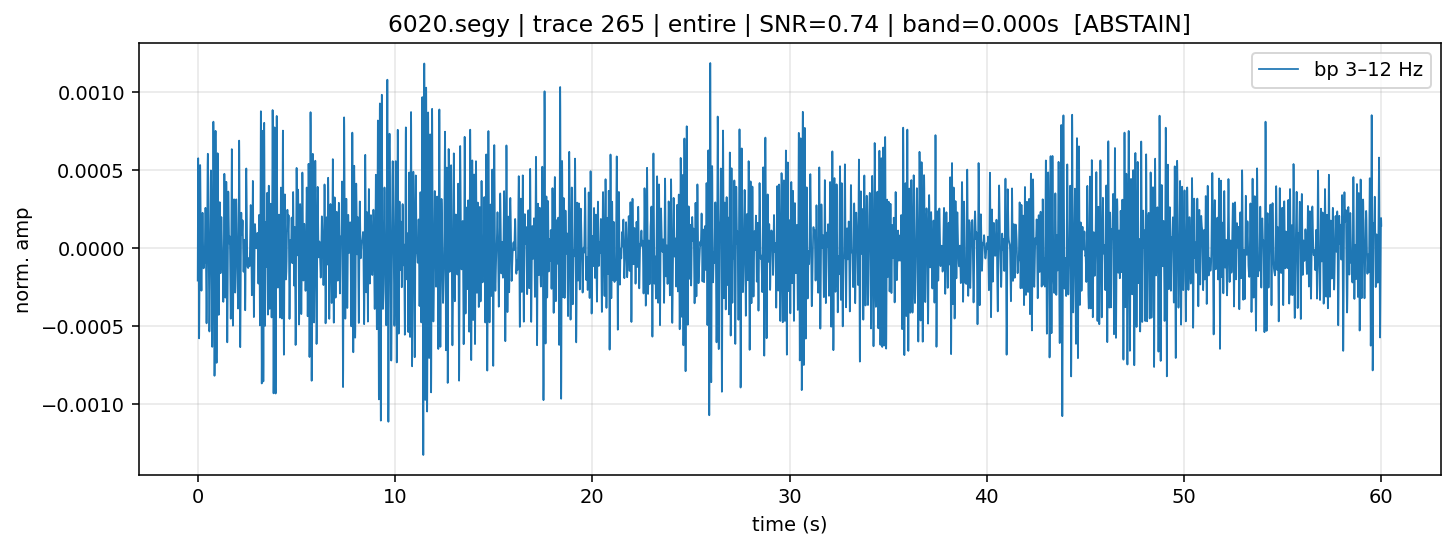 6020.segy | trace 265 | entire | SNR=0.74 | band=0.000s  [ABSTAIN]
bp 3–12 Hz
0.0010
0.0005
0.0000
−0.0005
−0.0010
norm. amp
0 10 20 30 40 50 60
time (s)